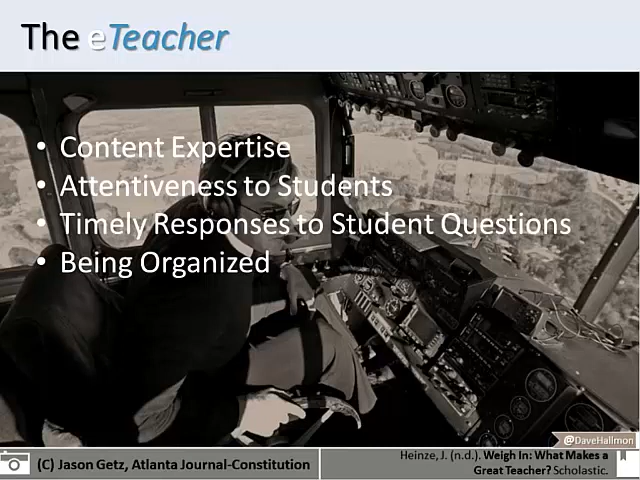 The eTeacher
• Content Expertise
• Attentiveness to Students
• Timely Responses to Student Questions
• Being Organized
@DaveHallmon
(C) Jason Getz, Atlanta Journal-Constitution
Heinze, J. (n.d.). Weigh In: What Makes a
Great Teacher? Scholastic.